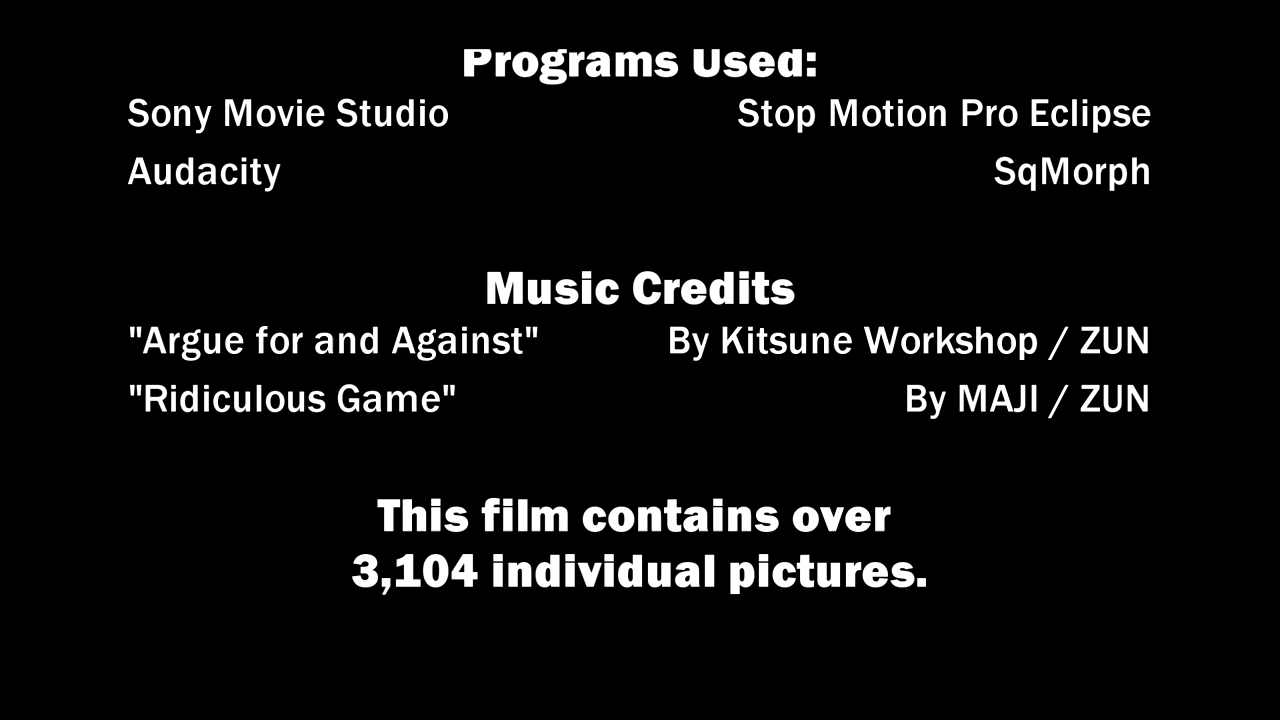 Programs Used:
Sony Movie Studio Stop Motion Pro Eclipse
Audacity SqMorph
Music Credits
"Argue for and Against" By Kitsune Workshop / ZUN
"Ridiculous Game" By MAJI / ZUN
This film contains over
3,104 individual pictures.